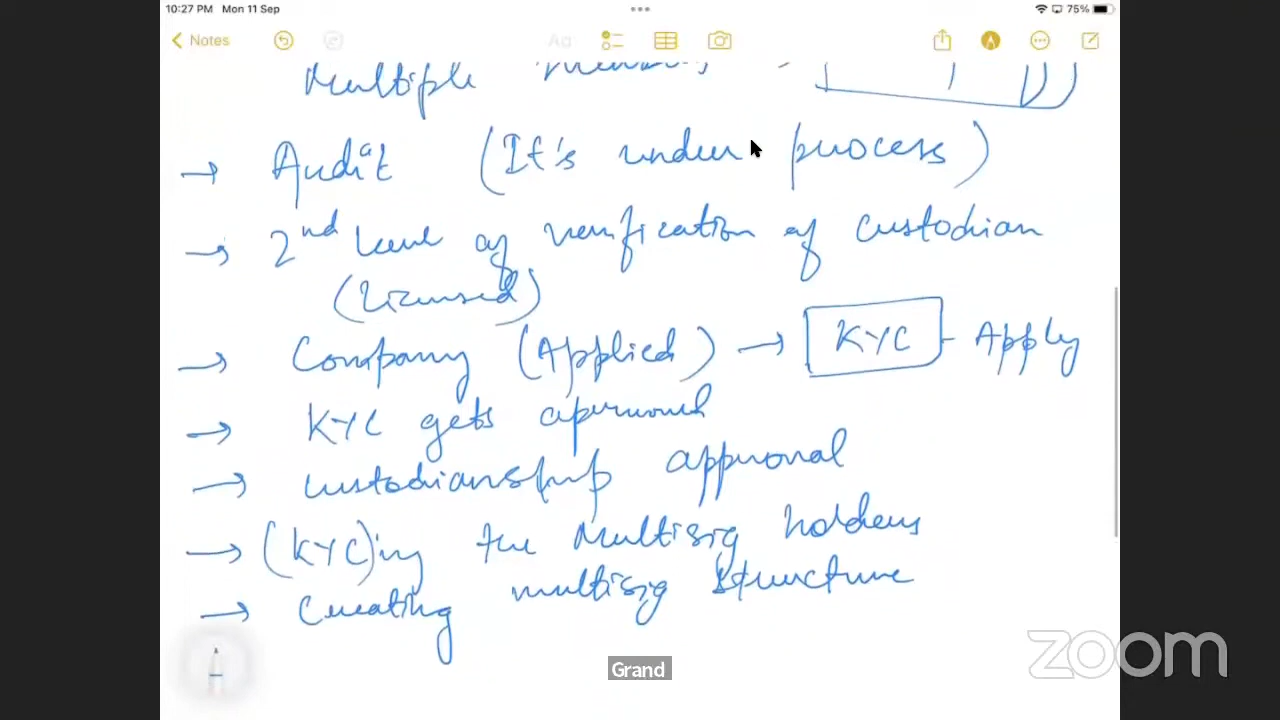 10:27 PM Mon 11 Sep
75%
Notes
Aa
Multiple
→ Audit (It's under process)
→ 2nd level of verification of custodian
(Licensed)
→ Company (Applied) → KYC - Apply
→ KYC gets
→ custodianship approval
→ (KYC)ing the Multisig holders
→ Creating multisig structure
zoom
Grand